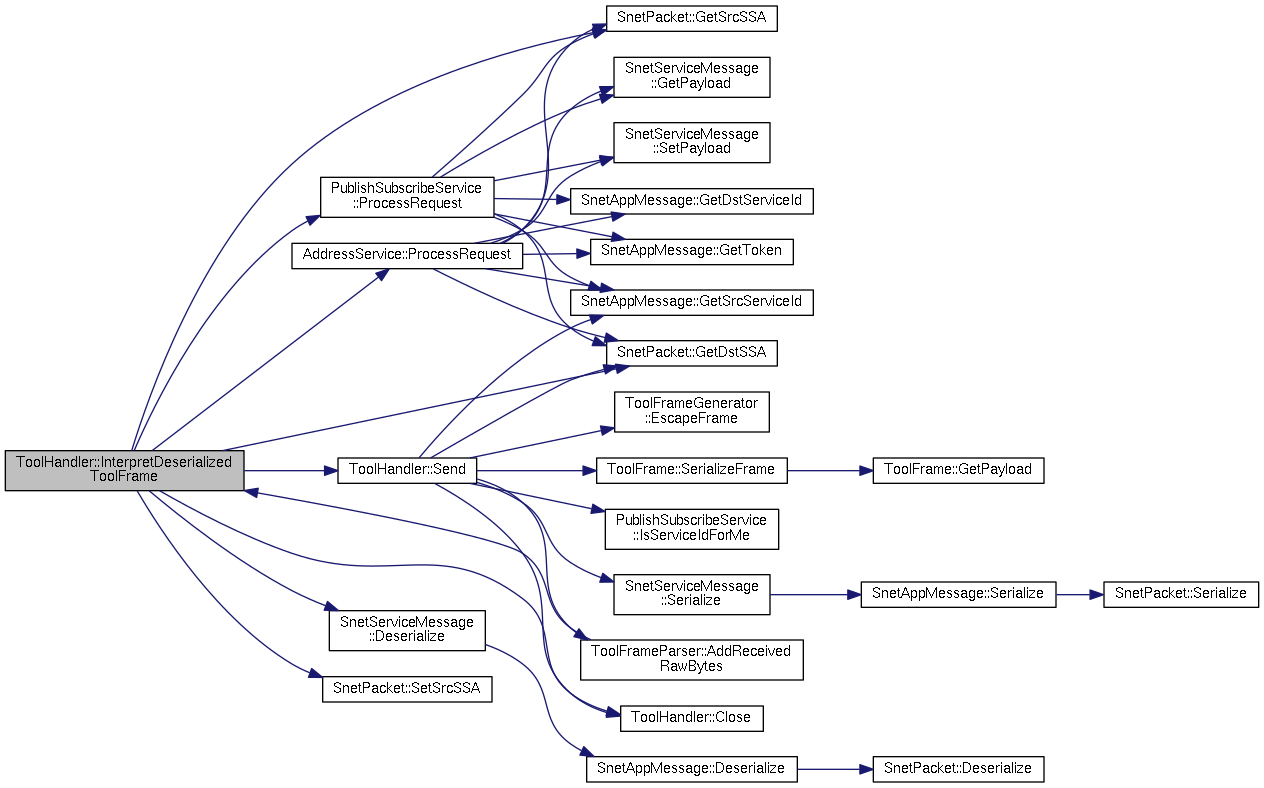 SnetPacket::GetSrcSSA
SnetServiceMessage
::GetPayload
SnetServiceMessage
::SetPayload
PublishSubscribeService
::ProcessRequest
SnetAppMessage::GetDstServiceId
AddressService::ProcessRequest
SnetAppMessage::GetToken
SnetAppMessage::GetSrcServiceId
SnetPacket::GetDstSSA
ToolFrameGenerator
::EscapeFrame
ToolHandler::InterpretDeserialized
ToolFrame
ToolHandler::Send
ToolFrame::SerializeFrame
ToolFrame::GetPayload
PublishSubscribeService
::IsServiceIdForMe
SnetServiceMessage
::Serialize
SnetAppMessage::Serialize
SnetPacket::Serialize
SnetServiceMessage
::Deserialize
ToolFrameParser::AddReceived
RawBytes
SnetPacket::SetSrcSSA
ToolHandler::Close
SnetAppMessage::Deserialize
SnetPacket::Deserialize